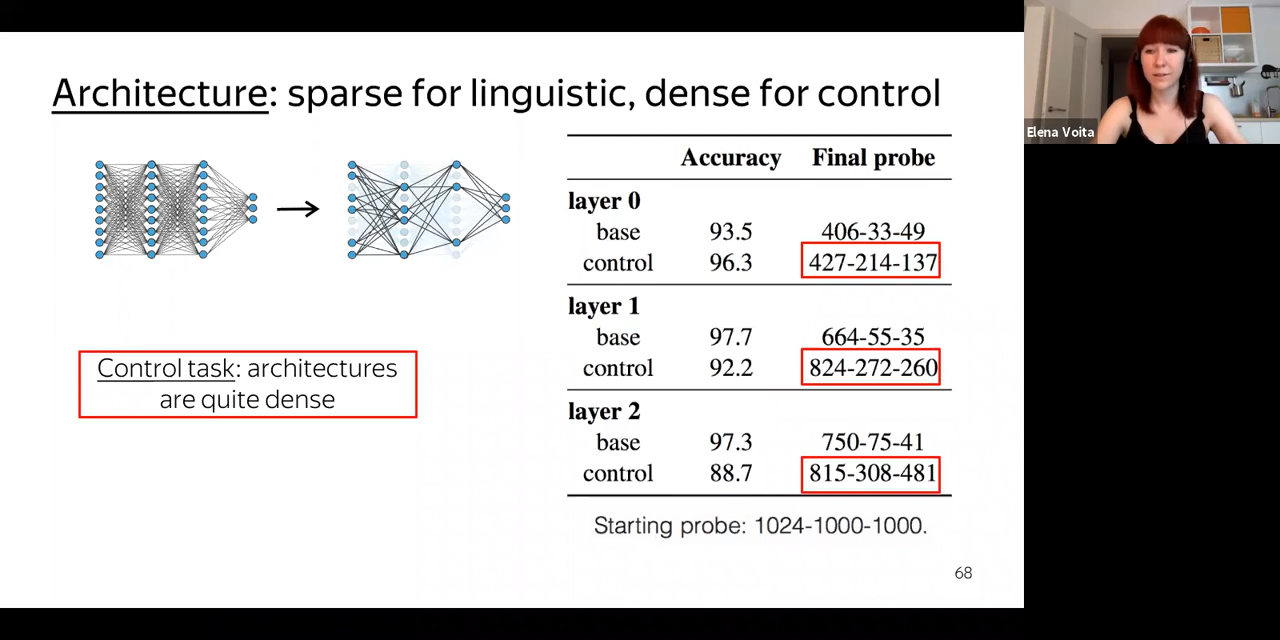 Architecture: sparse for linguistic, dense for control
Elena Voita
Accuracy Final probe
layer 0
base 93.5 406-33-49
control 96.3 427-214-137
layer 1
base 97.7 664-55-35
control 92.2 824-272-260
layer 2
base 97.3 750-75-41
control 88.7 815-308-481
Starting probe: 1024-1000-1000.
Control task: architectures
are quite dense
68